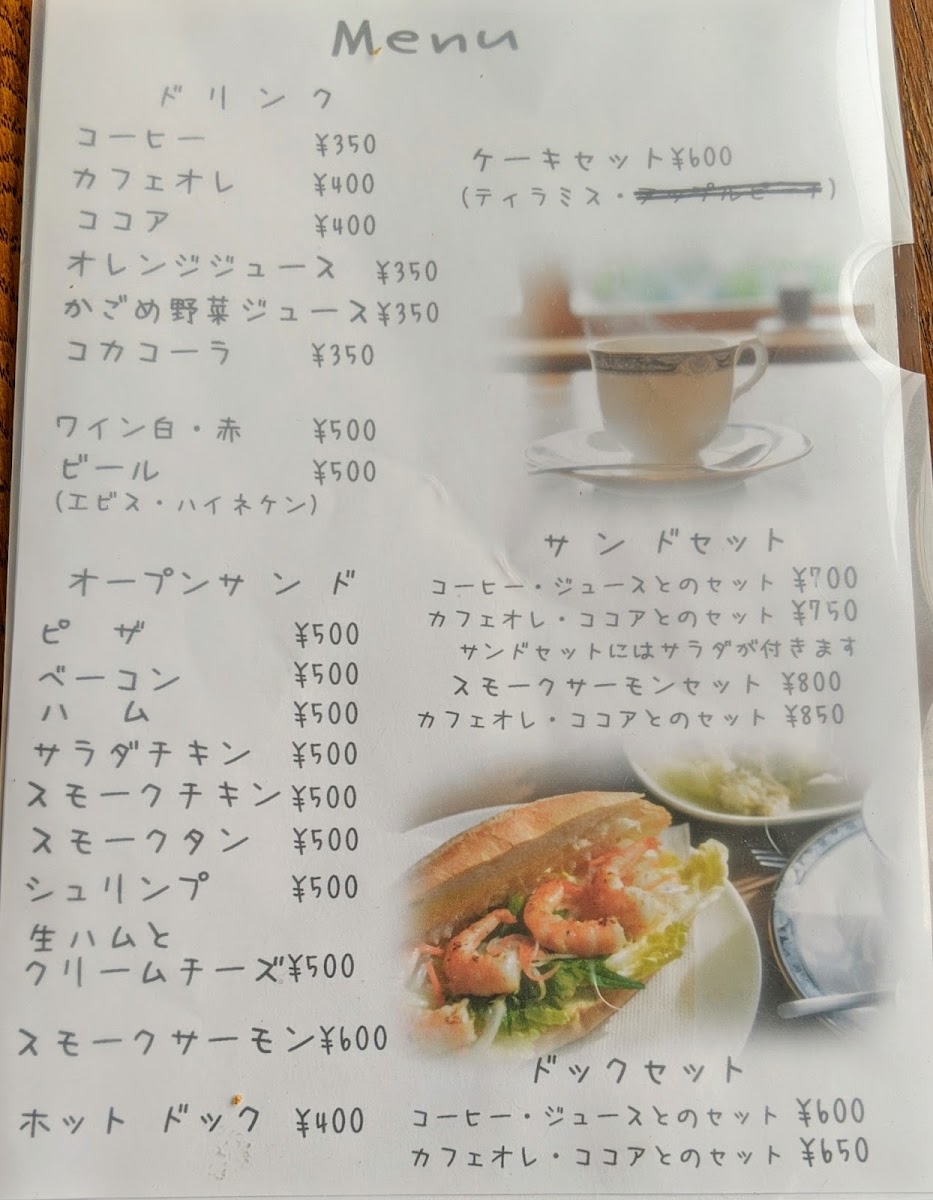 Menu
ドリンク
コーヒー ¥350
カフェオレ ¥400
ココア ¥400
オレンジジュース ¥350
かごめ野菜ジュース¥350
コカコーラ ¥350
ワイン白・赤 ¥500
ビール ¥500
(エビス・ハイネケン)
ケーキセット¥600
(ティラミス・)
オープンサンド
ピザ ¥500
ベーコン ¥500
ハム ¥500
サラダチキン ¥500
スモークチキン ¥500
スモークタン ¥500
シュリンプ ¥500
生ハムと
クリームチーズ¥500
スモークサーモン¥600
ホットドック ¥400
サンドセット
コーヒー・ジュースとのセット ¥700
カフェオレ・ココアとのセット ¥750
サンドセットにはサラダが付きます
スモークサーモンセット ¥800
カフェオレ・ココアとのセット ¥850
ドックセット
コーヒー・ジュースとのセット ¥600
カフェオレ・ココアとのセット ¥650